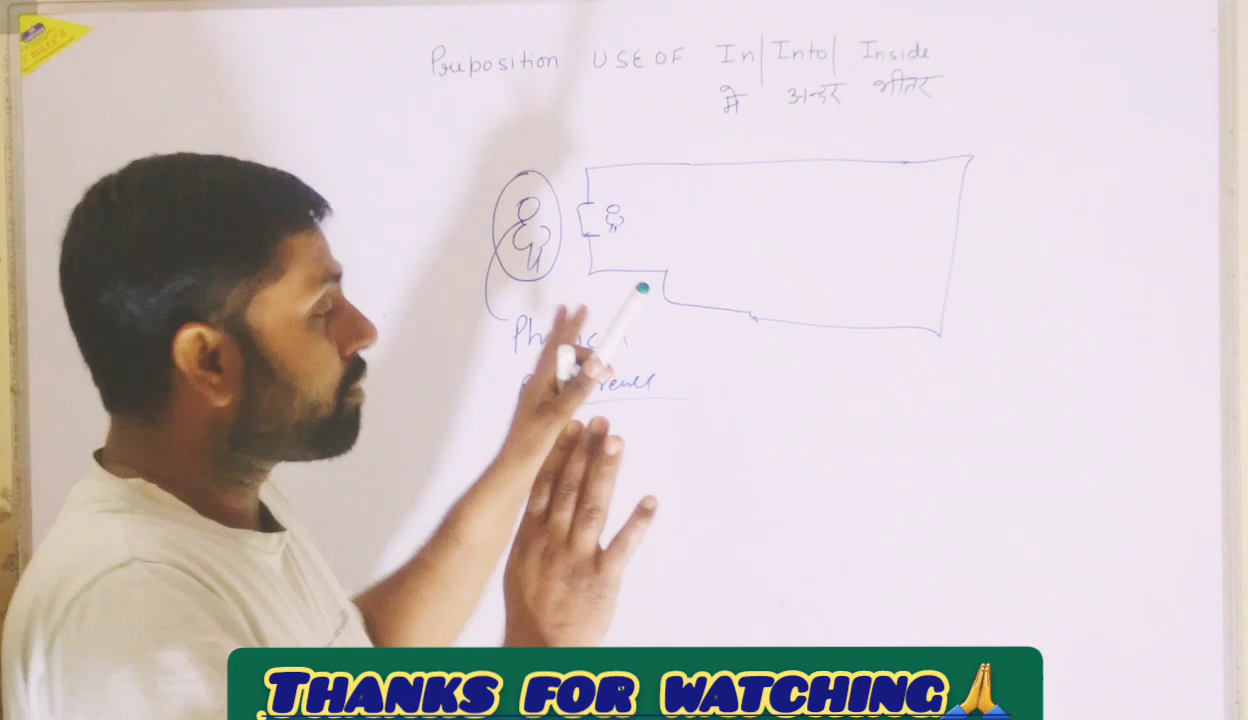 Preposition USE OF In| Into| Inside
में अन्दर भीतर
THANKS FOR WATCHING🙏